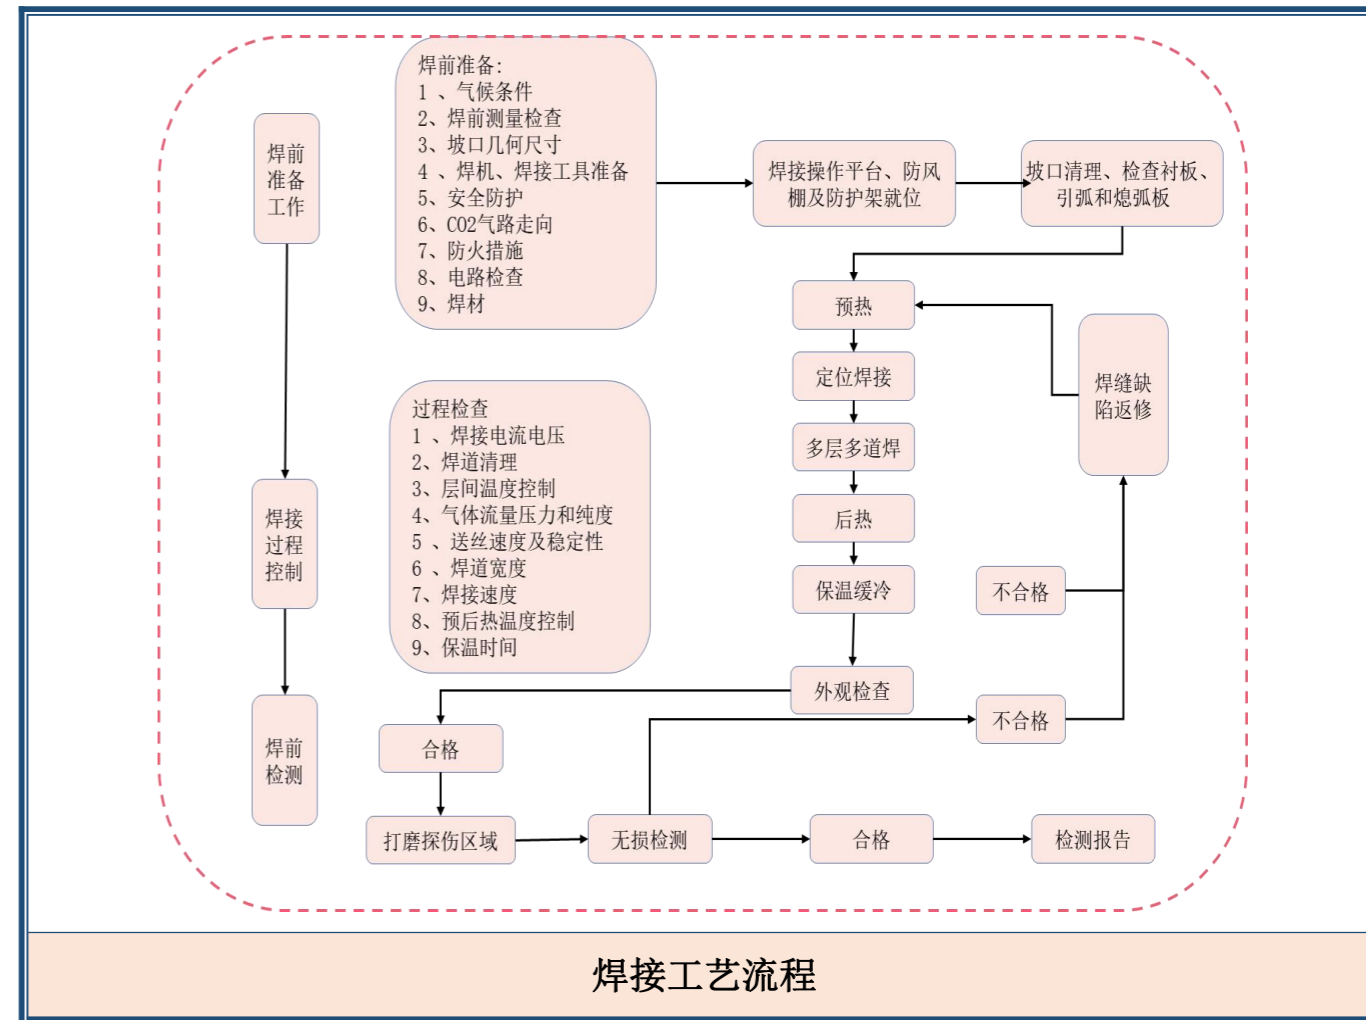 焊前
准备
工作
焊前准备:
1 、气候条件
2、焊前测量检查
3、坡口几何尺寸
4 、焊机、焊接工具准备
5、安全防护
6、CO2气路走向
7、防火措施
8、电路检查
9、焊材
焊接操作平台、防风
棚及防护架就位
坡口清理、检查衬板、
引弧和熄弧板
预热
定位焊接
多层多道焊
后热
保温缓冷
外观检查
焊缝缺
陷返修
不合格
不合格
焊接
过程
控制
过程检查
1 、焊接电流电压
2、焊道清理
3、层间温度控制
4、气体流量压力和纯度
5 、送丝速度及稳定性
6 、焊道宽度
7、焊接速度
8、预后热温度控制
9、保温时间
焊前
检测
合格
打磨探伤区域
无损检测
合格
检测报告
焊接工艺流程